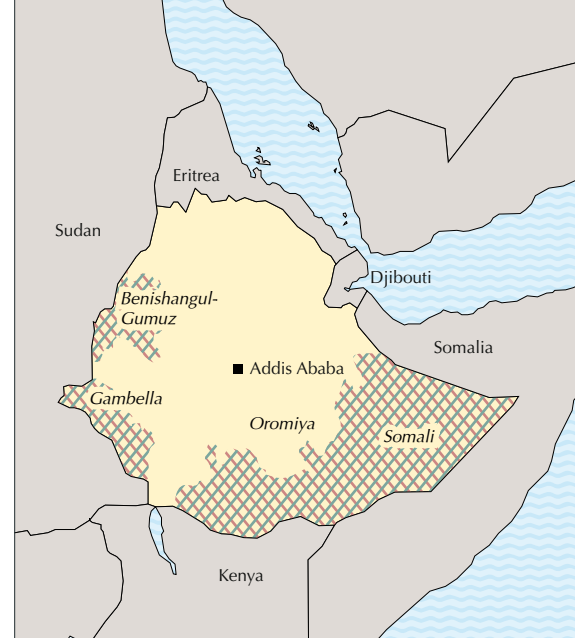 Eritrea
Sudan
Djibouti
Benishangul-
Gumuz
Somalia
Addis Ababa
Gambella
Oromiya
Somali
Kenya